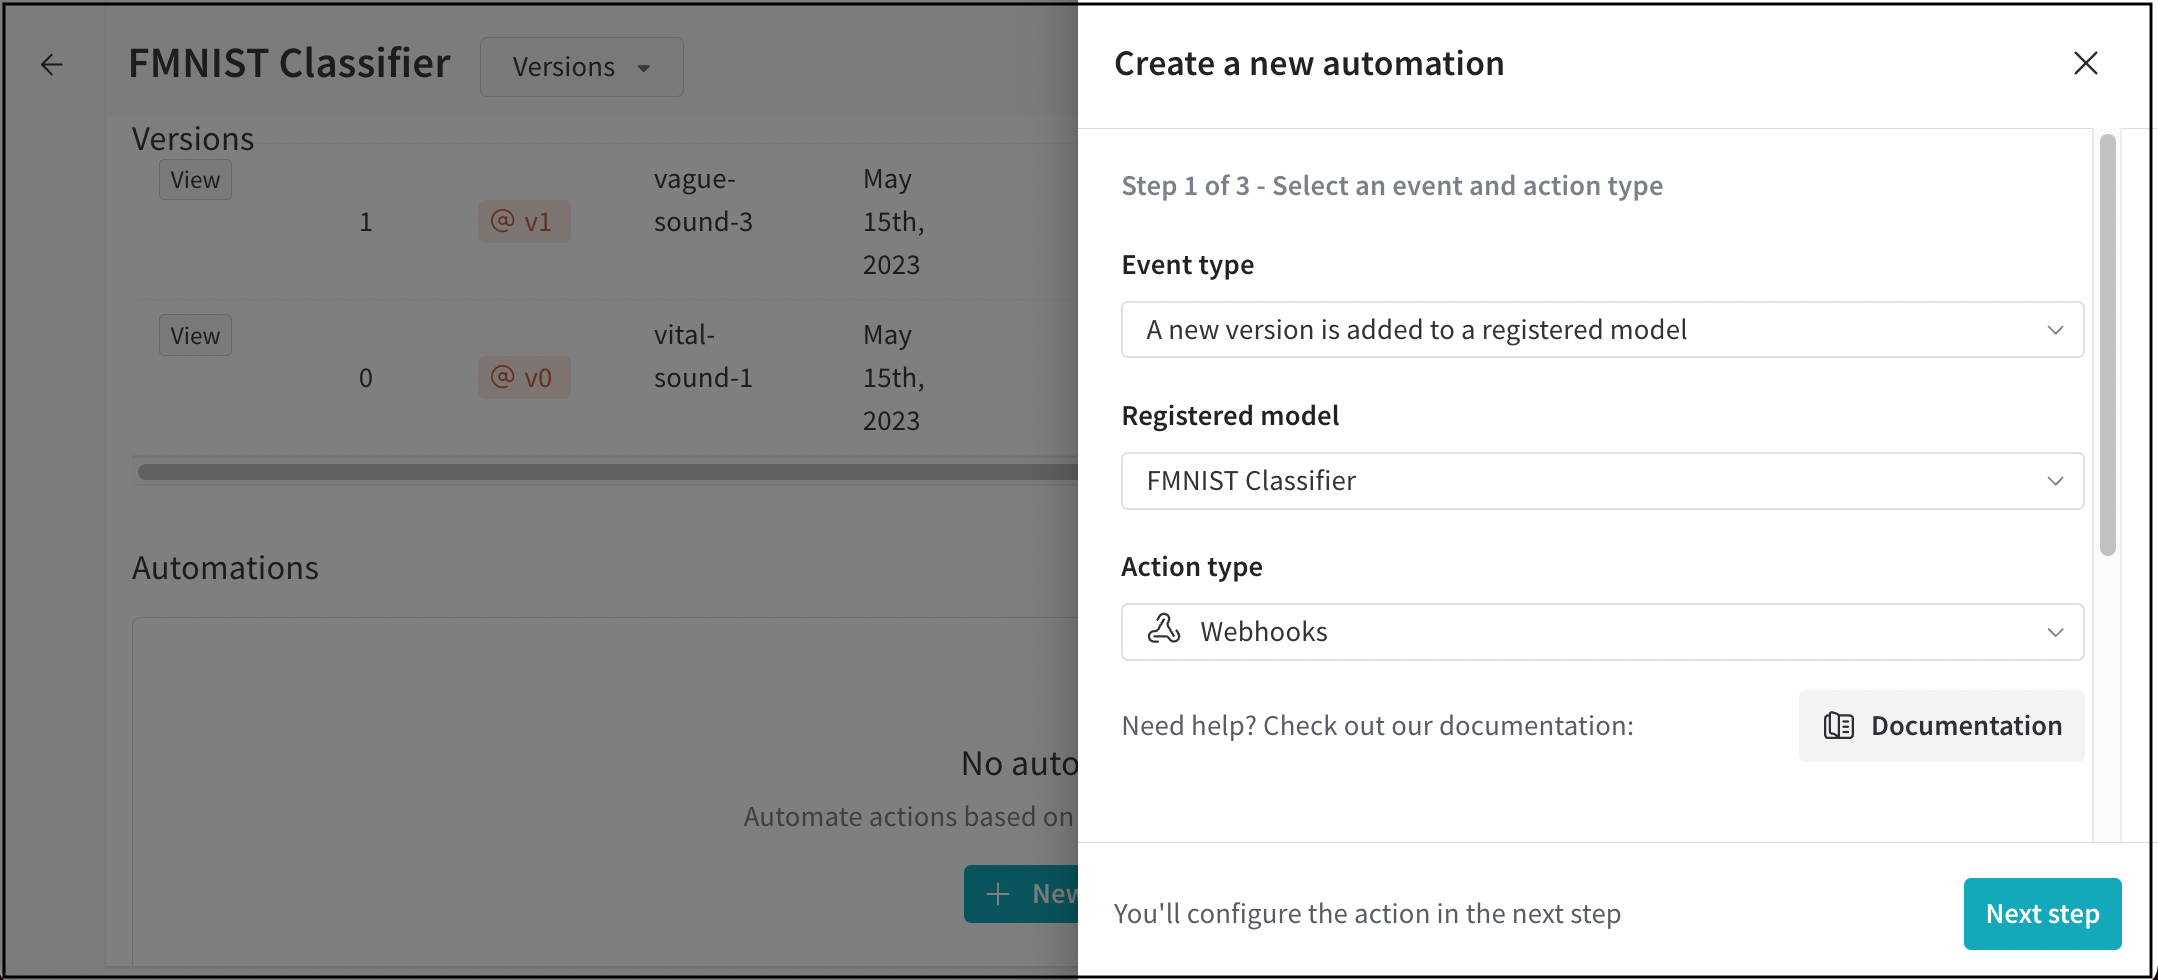 FMNIST Classifier
Versions
Versions
View
1
@ v1
vague-
sound-3
May
15th,
2023
View
0
@ v0
vital-
sound-1
May
15th,
2023
Automations
No
Automate actions based on
Create a new automation
Step 1 of 3 - Select an event and action type
Event type
A new version is added to a registered model
Registered model
FMNIST Classifier
Action type
Webhooks
Need help? Check out our documentation:
Documentation
You'll configure the action in the next step
Next step